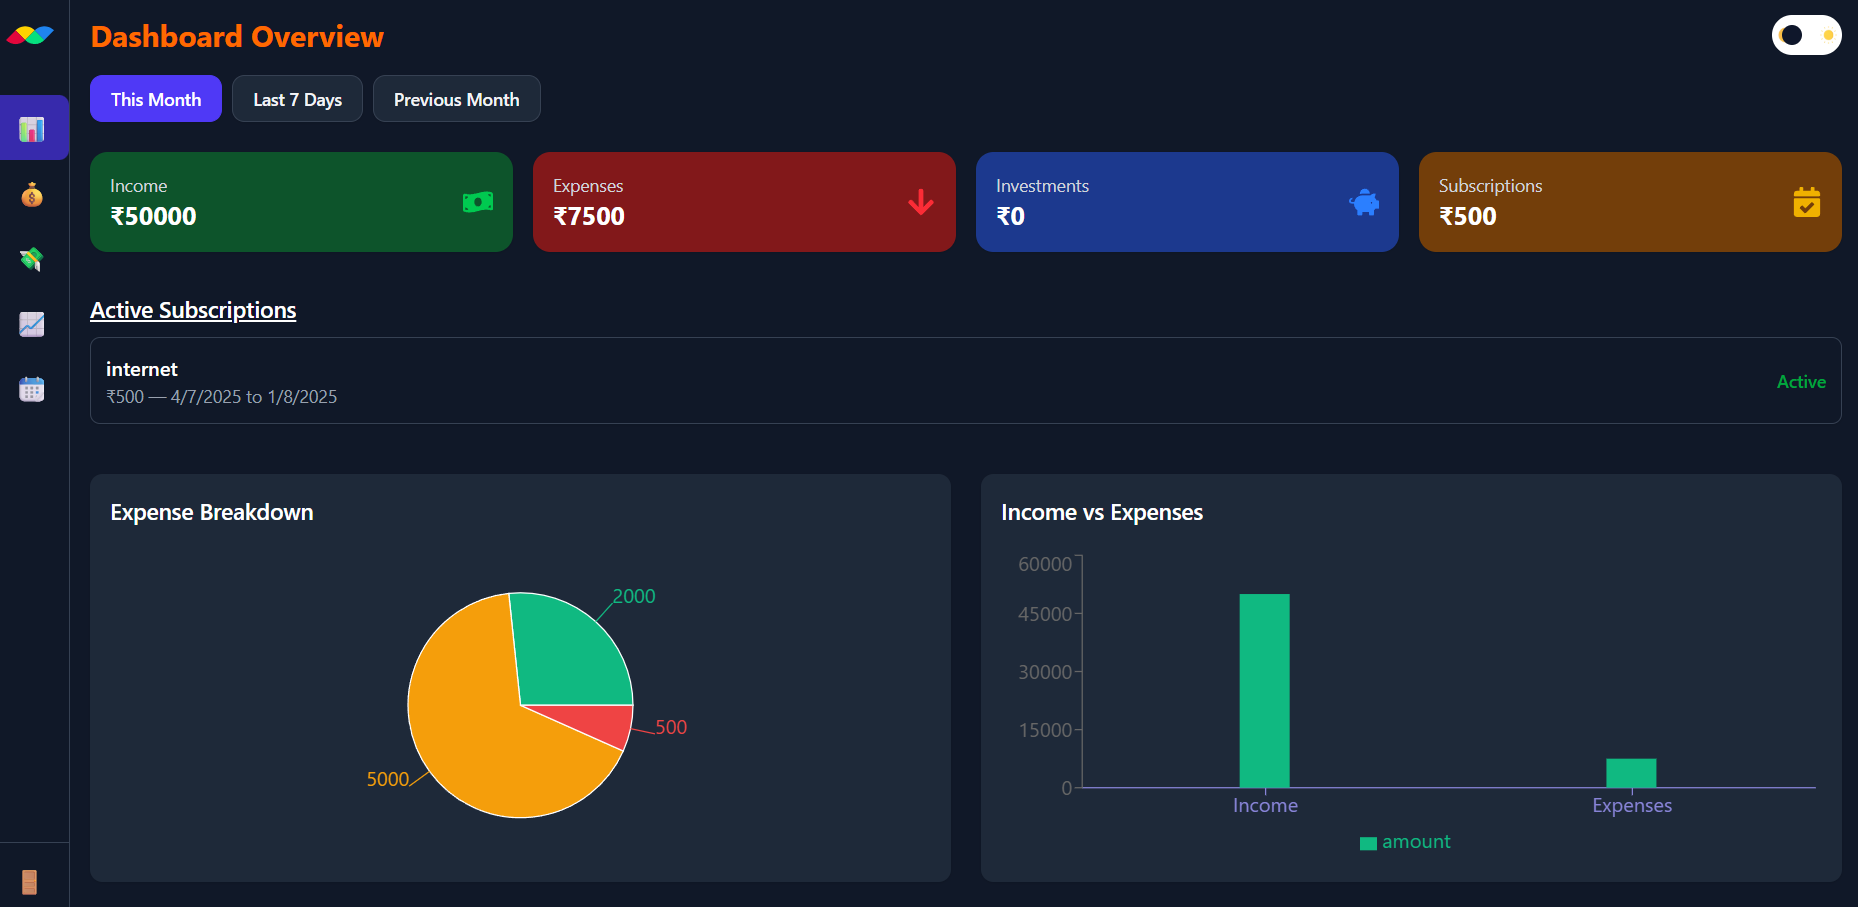 Dashboard Overview
This Month
Last 7 Days
Previous Month
Income
₹50000
Expenses
₹7500
Investments
₹0
Subscriptions
₹500
Active Subscriptions
internet
₹500 — 4/7/2025 to 1/8/2025
Active
Expense Breakdown
2000
500
5000
Income vs Expenses
60000
45000
30000
15000
0
Income
Expenses
amount